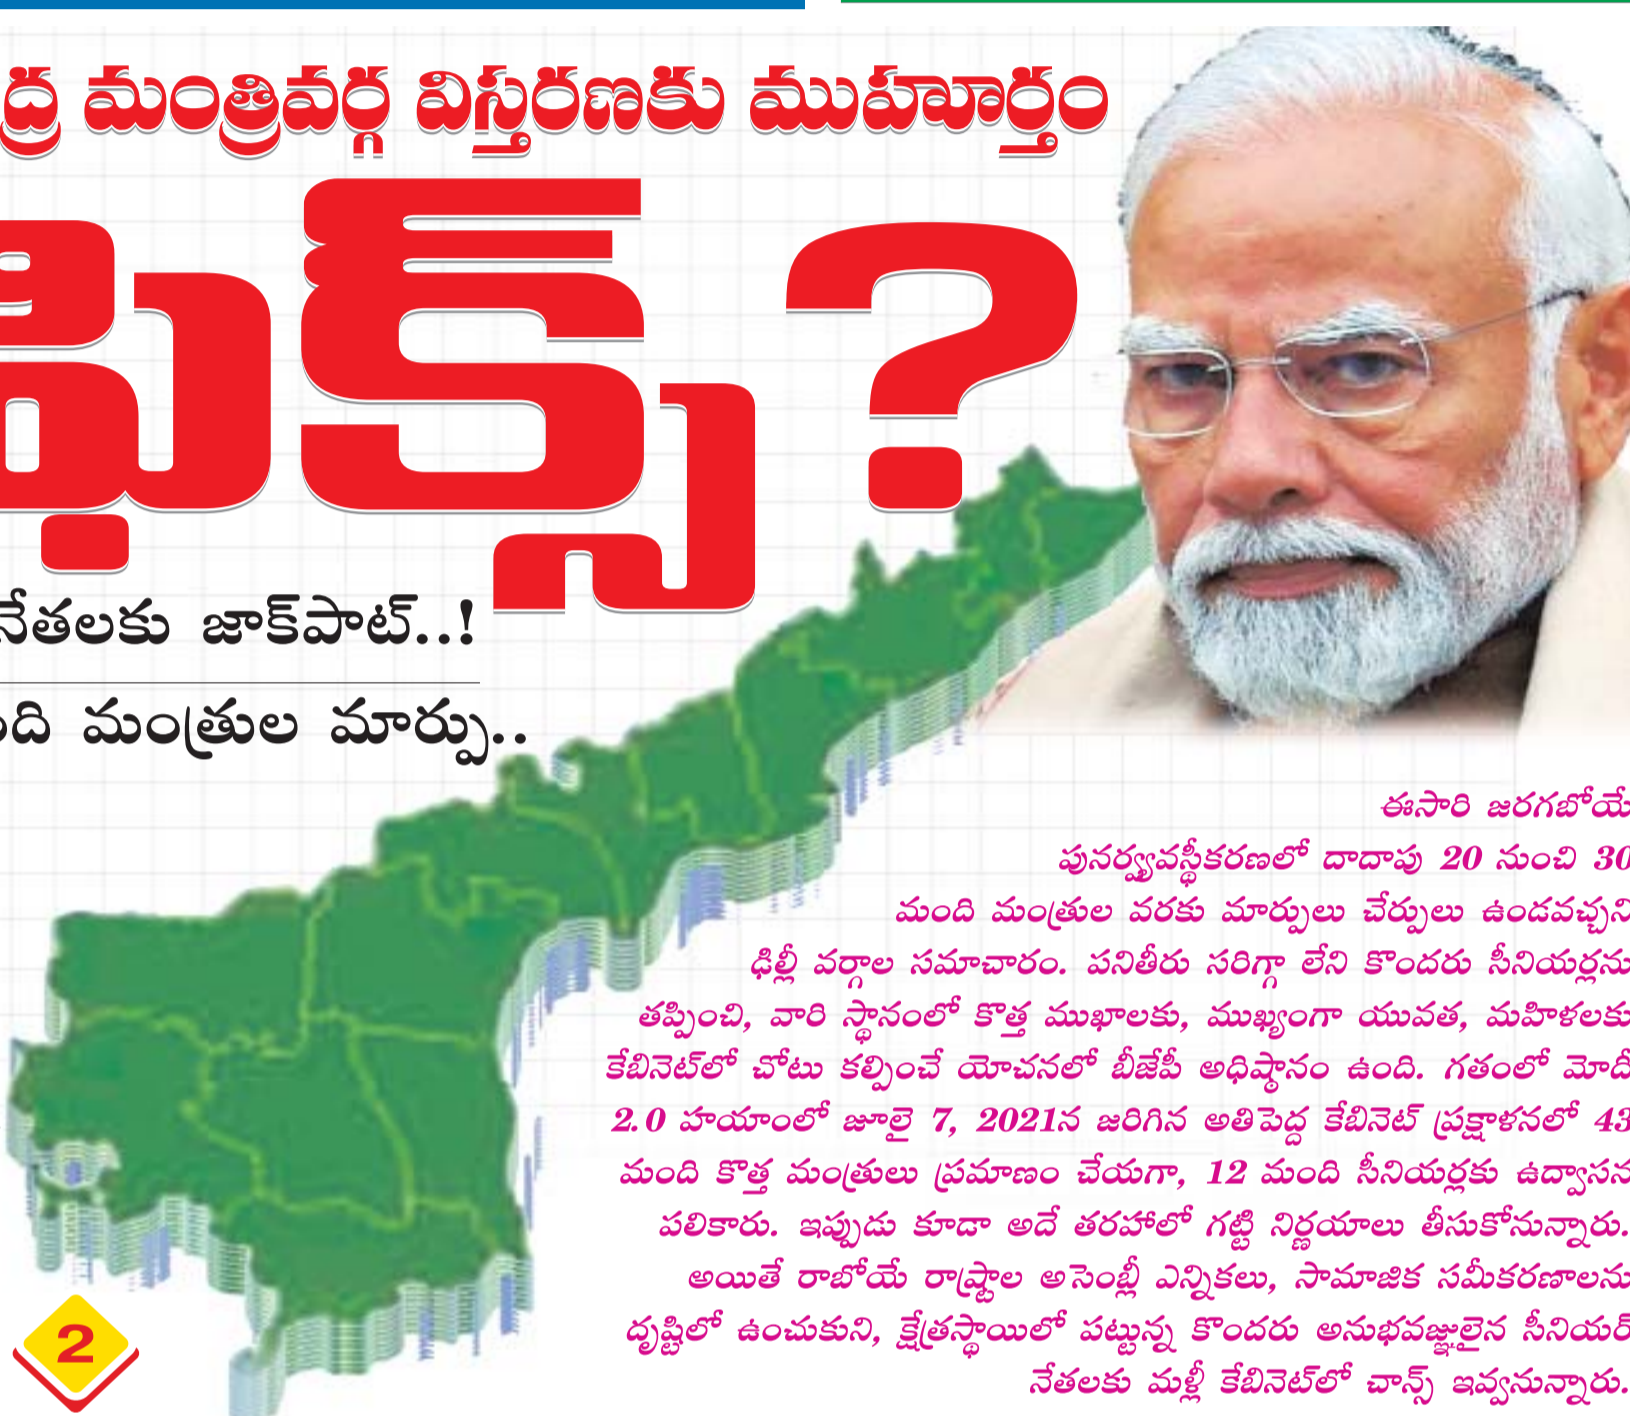 ద్ర మంత్రివర్గ విస్తరణకు ముహూర్తం
ఫిక్స్?
నేతలకు జాక్‌పాట్..!
ది మంత్రుల మార్పు..
ఈసారి జరగబోయే
పునర్వ్యవస్థీకరణలో దాదాపు 20 నుంచి 30
మంది మంత్రుల వరకు మార్పులు చేర్పులు ఉండవచ్చని
ఢిల్లీ వర్గాల సమాచారం. పనితీరు సరిగ్గా లేని కొందరు సీనియర్లను
తప్పించి, వారి స్థానంలో కొత్త ముఖాలకు, ముఖ్యంగా యువత, మహిళలకు
కేబినెట్‌లో చోటు కల్పించే యోచనలో బీజేపీ అధిష్ఠానం ఉంది. గతంలో మోదీ
2.0 హయాంలో జూలై 7, 2021న జరిగిన అతిపెద్ద కేబినెట్ ప్రక్షాళనలో 43
మంది కొత్త మంత్రులు ప్రమాణం చేయగా, 12 మంది సీనియర్లకు ఉద్వాసన
పలికారు. ఇప్పుడు కూడా అదే తరహాలో గట్టి నిర్ణయాలు తీసుకోనున్నారు.
అయితే రాబోయే రాష్ట్రాల అసెంబ్లీ ఎన్నికలు, సామాజిక సమీకరణాలను
దృష్టిలో ఉంచుకుని, క్షేత్రస్థాయిలో పట్టున్న కొందరు అనుభవజ్ఞులైన సీనియర్
నేతలకు మళ్లీ కేబినెట్‌లో చాన్స్ ఇవ్వనున్నారు.
2